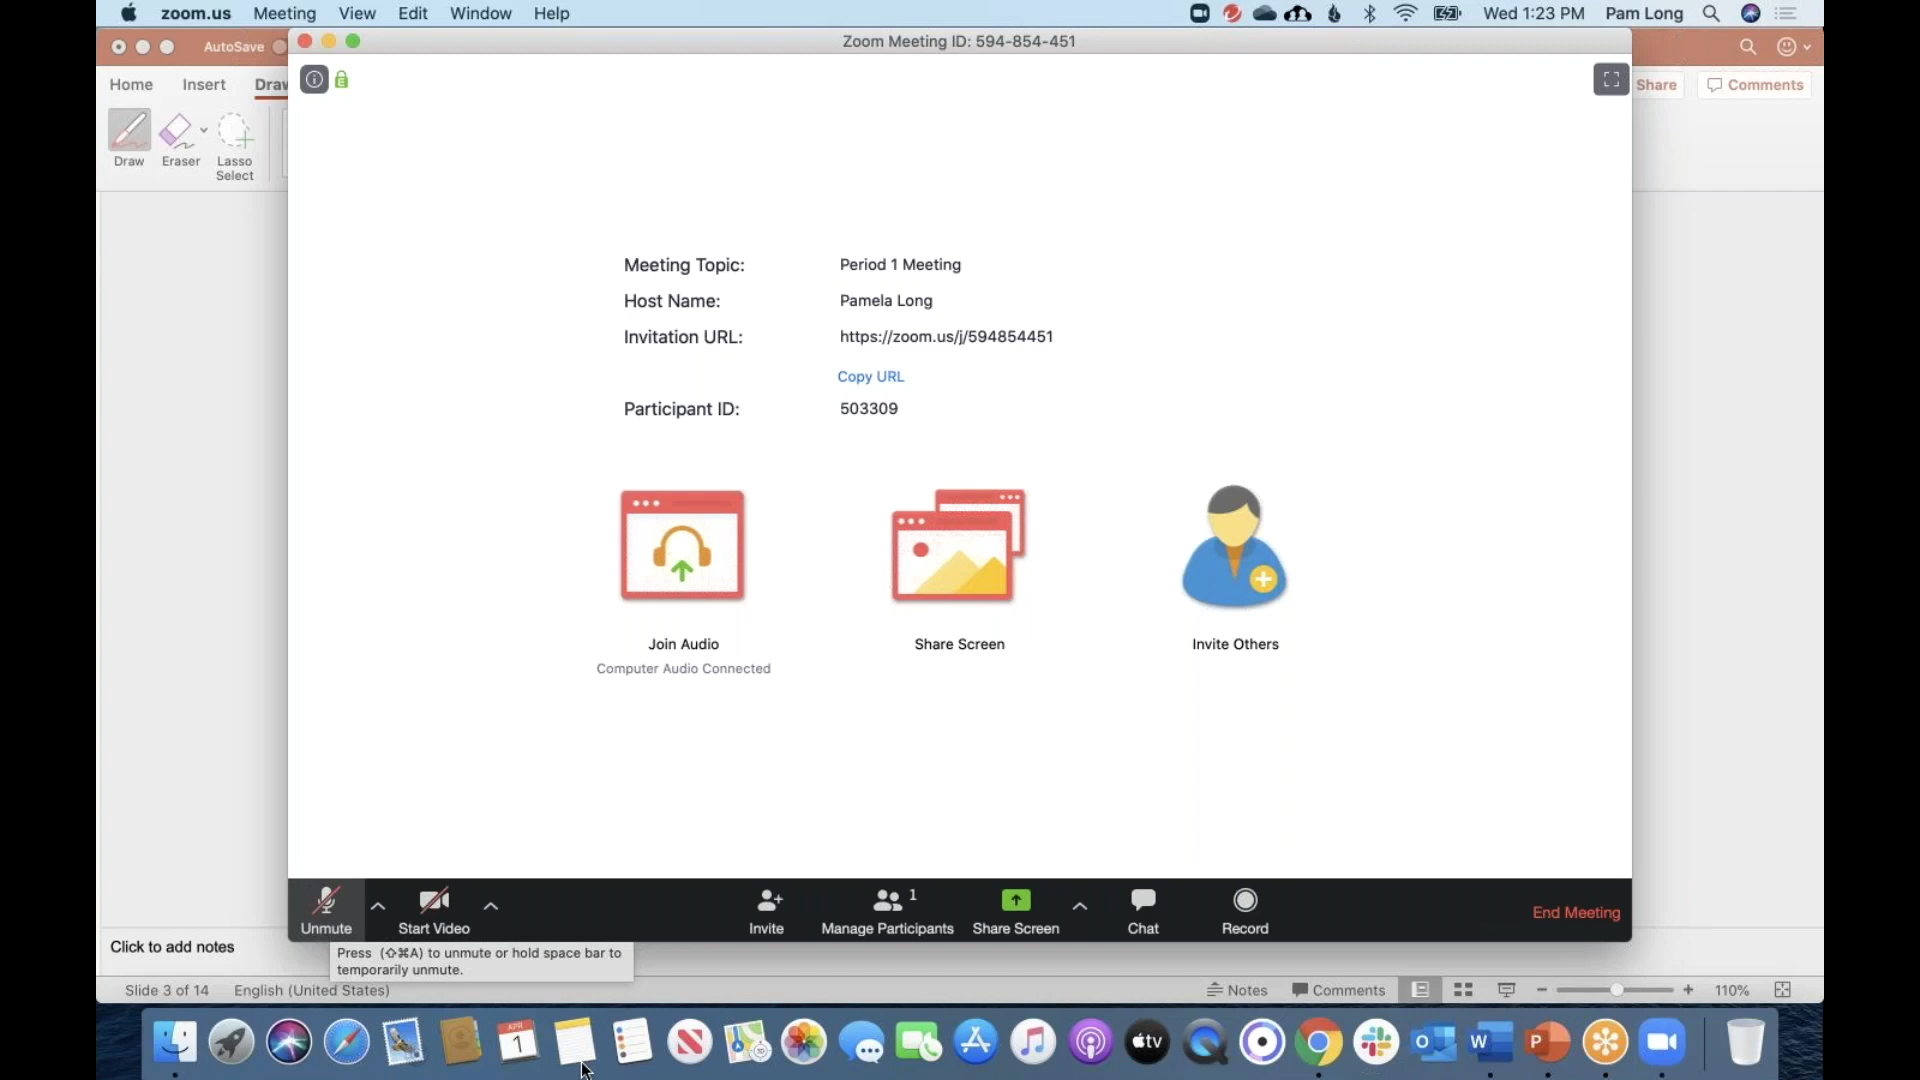 zoom.us Meeting View Edit Window Help Wed 1:23 PM Pam Long
AutoSave
Zoom Meeting ID: 594-854-451
Home Insert Draw
Share Comments
Draw Eraser Lasso
Select
Meeting Topic: Period 1 Meeting
Host Name: Pamela Long
Invitation URL: https://zoom.us/j/594854451
Copy URL
Participant ID: 503309
Join Audio Share Screen Invite Others
Computer Audio Connected
1
Unmute Start Video Invite Manage Participants Share Screen Chat Record End Meeting
Click to add notes
Press (⇧⌘A) to unmute or hold space bar to
temporarily unmute.
Slide 3 of 14 English (United States) Notes Comments 110%
APR
1
3D
tv
O W P